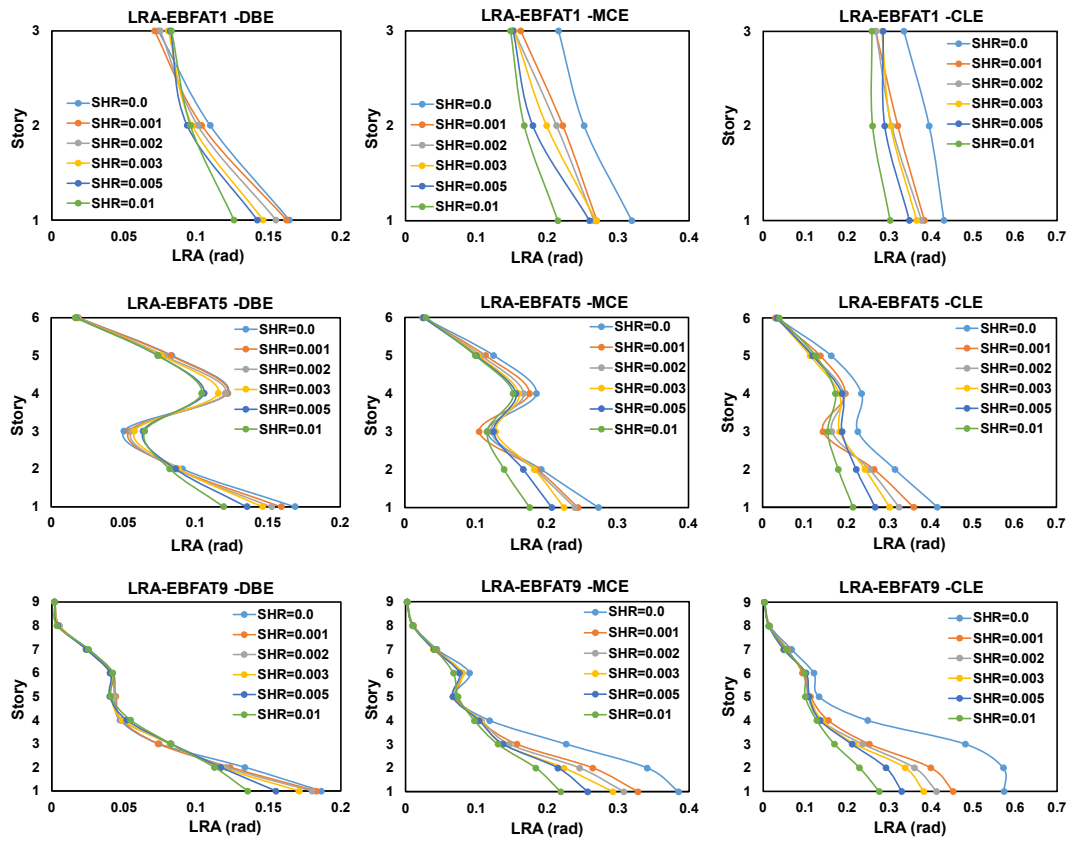 LRA-EBFAT1 -DBE
3
2
1
Story
SHR=0.0
SHR=0.001
SHR=0.002
SHR=0.003
SHR=0.005
SHR=0.01
0 0.05 0.1 0.15 0.2
LRA (rad)
LRA-EBFAT1 -MCE
3
2
1
Story
SHR=0.0
SHR=0.001
SHR=0.002
SHR=0.003
SHR=0.005
SHR=0.01
0 0.1 0.2 0.3 0.4
LRA (rad)
LRA-EBFAT1 -CLE
3
2
1
Story
SHR=0.0
SHR=0.001
SHR=0.002
SHR=0.003
SHR=0.005
SHR=0.01
0 0.1 0.2 0.3 0.4 0.5 0.6 0.7
LRA (rad)
LRA-EBFAT5 -DBE
6
5
4
3
2
1
Story
SHR=0.0
SHR=0.001
SHR=0.002
SHR=0.003
SHR=0.005
SHR=0.01
0 0.05 0.1 0.15 0.2
LRA (rad)
LRA-EBFAT5 -MCE
6
5
4
3
2
1
Story
SHR=0.0
SHR=0.001
SHR=0.002
SHR=0.003
SHR=0.005
SHR=0.01
0 0.1 0.2 0.3 0.4
LRA (rad)
LRA-EBFAT5 -CLE
6
5
4
3
2
1
Story
SHR=0.0
SHR=0.001
SHR=0.002
SHR=0.003
SHR=0.005
SHR=0.01
0 0.1 0.2 0.3 0.4 0.5 0.6 0.7
LRA (rad)
LRA-EBFAT9 -DBE
9
8
7
6
5
4
3
2
1
Story
SHR=0.0
SHR=0.001
SHR=0.002
SHR=0.003
SHR=0.005
SHR=0.01
0 0.05 0.1 0.15 0.2
LRA (rad)
LRA-EBFAT9 -MCE
9
8
7
6
5
4
3
2
1
Story
SHR=0.0
SHR=0.001
SHR=0.002
SHR=0.003
SHR=0.005
SHR=0.01
0 0.1 0.2 0.3 0.4
LRA (rad)
LRA-EBFAT9 -CLE
9
8
7
6
5
4
3
2
1
Story
SHR=0.0
SHR=0.001
SHR=0.002
SHR=0.003
SHR=0.005
SHR=0.01
0 0.1 0.2 0.3 0.4 0.5 0.6 0.7
LRA (rad)